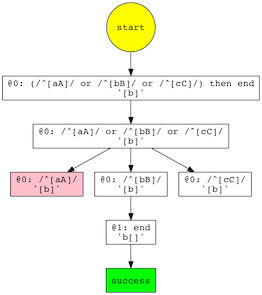 start
@0: (/^[aA]/ or /^[bB]/ or /^[cC]/) then end
'[b]'
@0: /^[aA]/ or /^[bB]/ or /^[cC]/
'[b]'
@0: /^[aA]/
'[b]'
@0: /^[bB]/
'[b]'
@0: /^[cC]/
'[b]'
@1: end
'b[]'
success